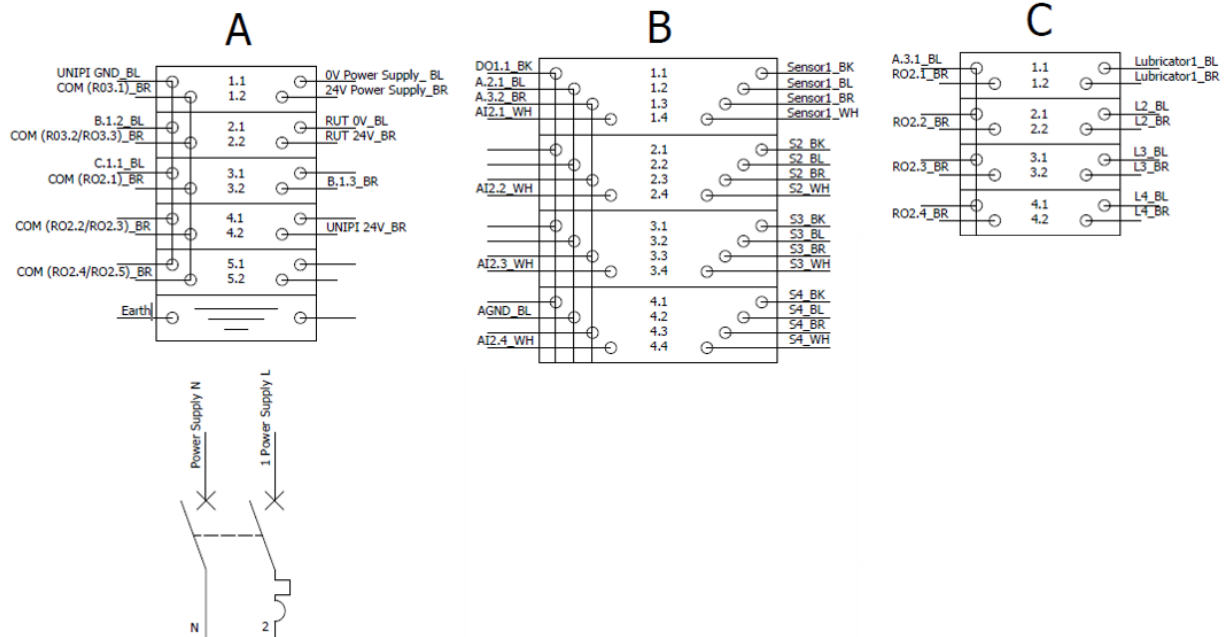 A
UNIPI GND_BL
1.1
0V Power Supply_ BL
COM (R03.1)_BR
1.2
24V Power Supply_BR
B.1.2_BL
2.1
RUT 0V_BL
COM (R03.2/RO3.3)_BR
2.2
RUT 24V_BR
C.1.1_BL
3.1
COM (RO2.1)_BR
3.2
B.1.3_BR
4.1
COM (RO2.2/RO2.3)_BR
4.2
UNIPI 24V_BR
5.1
COM (RO2.4/RO2.5)_BR
5.2
Earth
Power Supply N
1 Power Supply L
N
2
B
DO1.1_BK
1.1
Sensor1_BK
A.2.1_BL
1.2
Sensor1_BL
A.3.2_BR
1.3
Sensor1_BR
AI2.1_WH
1.4
Sensor1_WH
2.1
S2_BK
2.2
S2_BL
2.3
S2_BR
AI2.2_WH
2.4
S2_WH
3.1
S3_BK
3.2
S3_BL
3.3
S3_BR
AI2.3_WH
3.4
S3_WH
4.1
S4_BK
AGND_BL
4.2
S4_BL
4.3
S4_BR
AI2.4_WH
4.4
S4_WH
C
A.3.1_BL
1.1
Lubricator1_BL
RO2.1_BR
1.2
Lubricator1_BR
2.1
L2_BL
RO2.2_BR
2.2
L2_BR
3.1
L3_BL
RO2.3_BR
3.2
L3_BR
4.1
L4_BL
RO2.4_BR
4.2
L4_BR